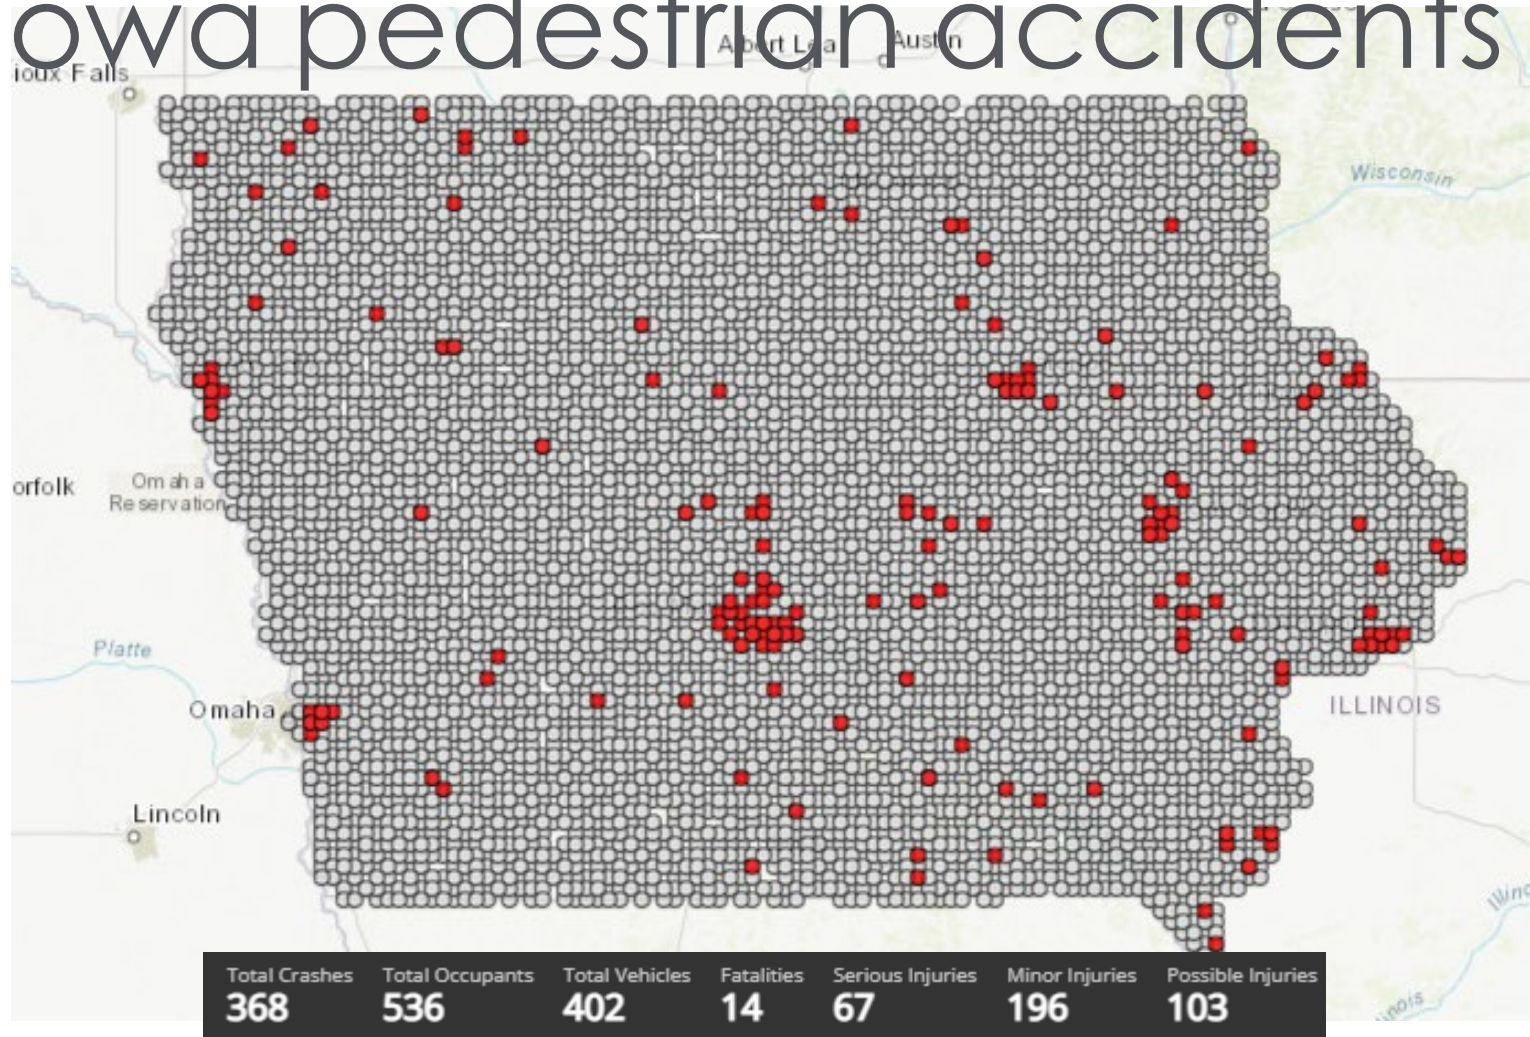 owa pedestrian accidents
Albert Lea
Austin
ioux Falls
Wisconsin
Omaha
Reservation
orfolk
Platte
Omaha
ILLINOIS
Lincoln
Total Crashes Total Occupants Total Vehicles Fatalities Serious Injuries Minor Injuries Possible Injuries
368 536 402 14 67 196 103